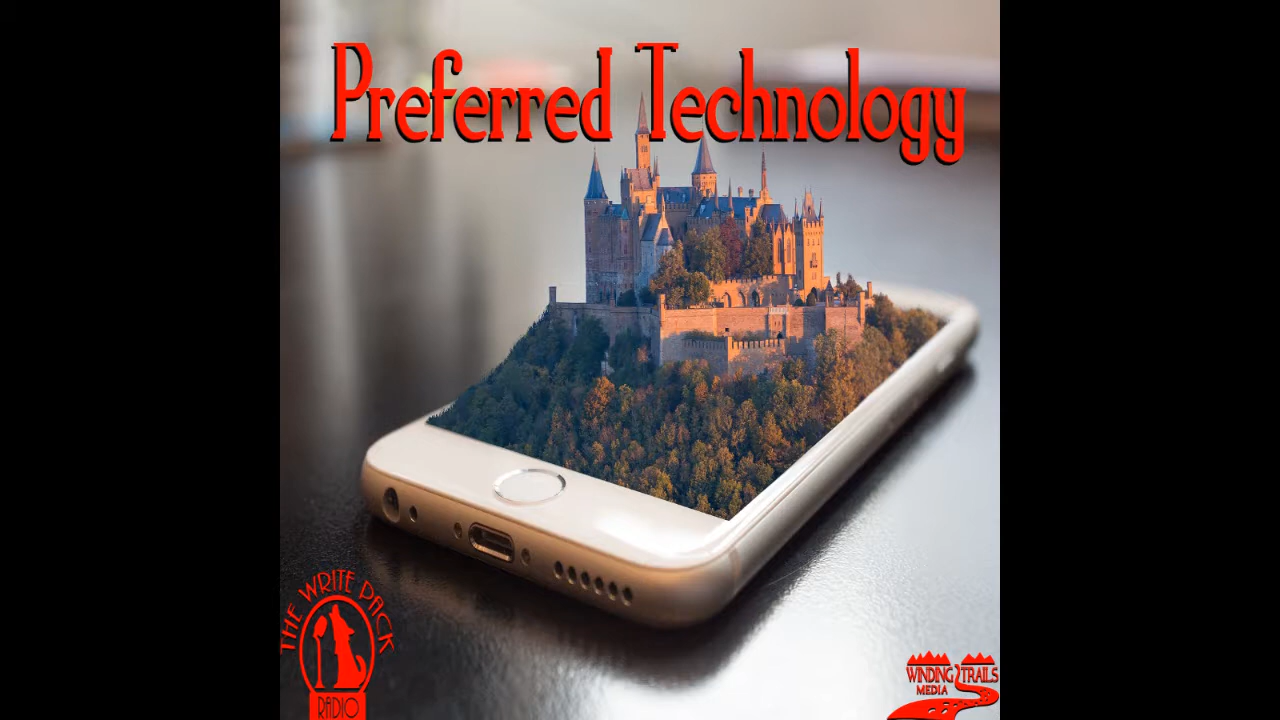 Preferred Technology
THE WRITE PACK
RADIO
WINDING TRAILS
MEDIA